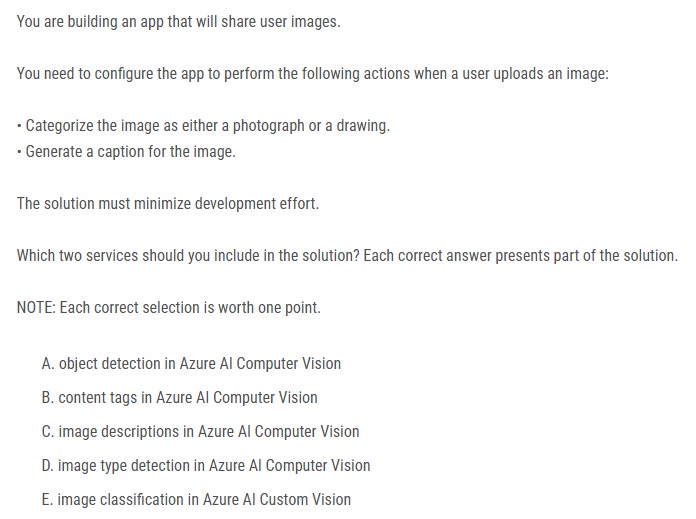 You are building an app that will share user images.
You need to configure the app to perform the following actions when a user uploads an image:
• Categorize the image as either a photograph or a drawing.
• Generate a caption for the image.
The solution must minimize development effort.
Which two services should you include in the solution? Each correct answer presents part of the solution.
NOTE: Each correct selection is worth one point.
A. object detection in Azure AI Computer Vision
B. content tags in Azure AI Computer Vision
C. image descriptions in Azure AI Computer Vision
D. image type detection in Azure AI Computer Vision
E. image classification in Azure AI Custom Vision